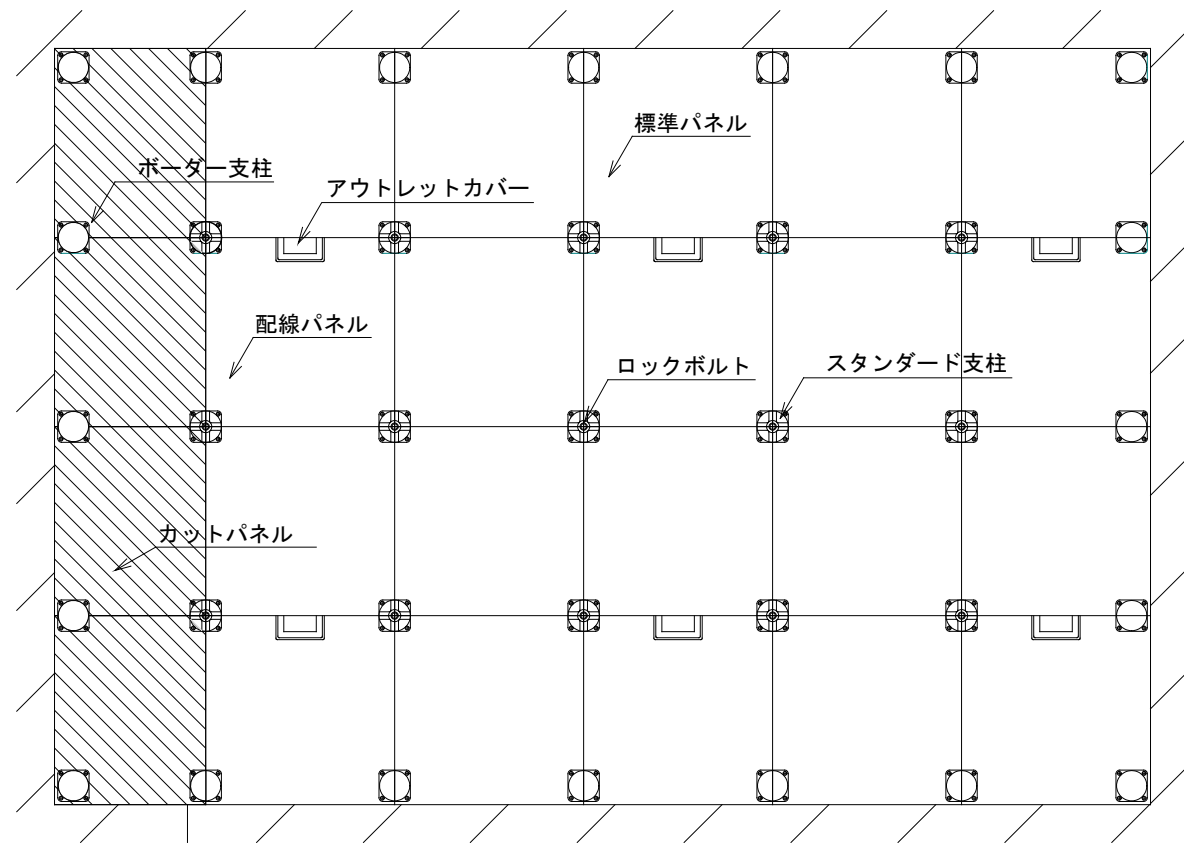 標準パネル
ボーダー支柱
アウトレットカバー
配線パネル
ロックボルト
スタンダード支柱
カットパネル